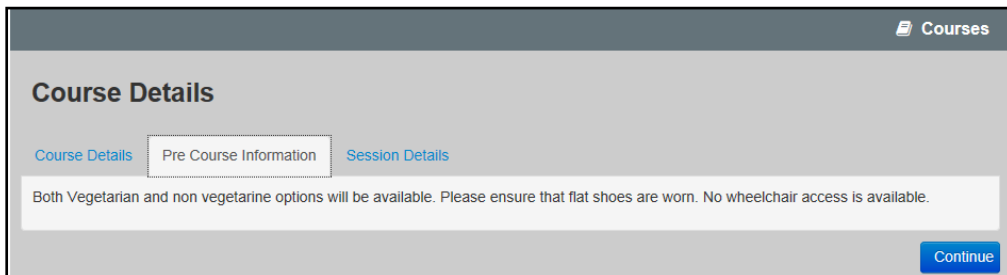 Courses
Course Details
Course Details Pre Course Information Session Details
Both Vegetarian and non vegetarine options will be available. Please ensure that flat shoes are worn. No wheelchair access is available.
Continue